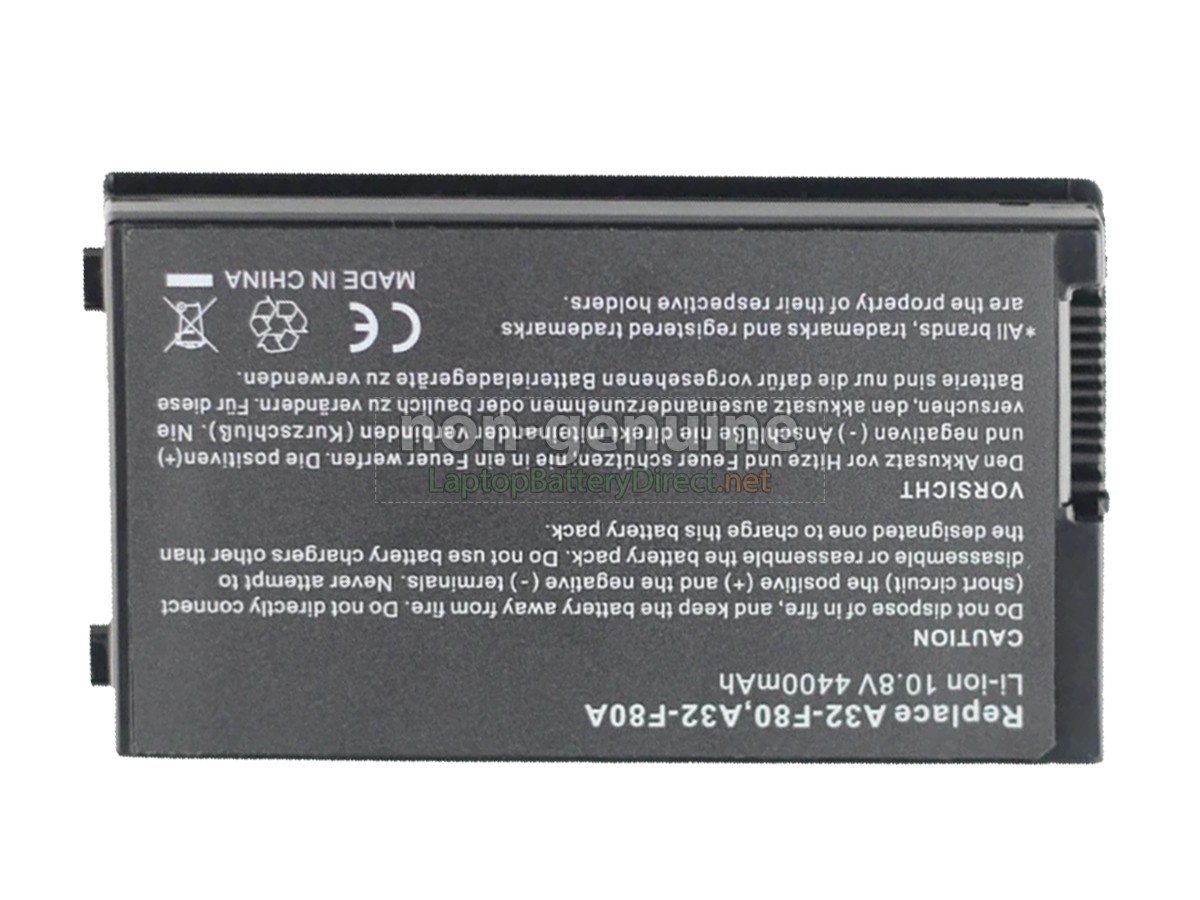 Replace A32-F80,A32-F80A
Li-ion 10.8V 4400mAh
CAUTION
Do not dispose of in fire, and keep the battery away from fire. Do not directly connect
(short circuit) the positive (+) and the negative (-) terminals. Never attempt to
disassemble or reassemble the battery pack. Do not use battery chargers other than
the designated one to charge this battery pack.
VORSICHT
Den Akkusatz vor Hitze und Feuer schützen.Sie in ein Feuer werfen. Die positiven(+)
und negativen (-) Anschlüße nie direkt miteinander verbinden (Kurzschluß). Nie
versuchen, den akkusatz auseinanderzunehmen oder baulich zu verändern. Für diese
Batterie sind nur die dafür vorgesehenen Batterieladegeräte zu verwenden.
*All brands, trademarks, and registered trademarks
are the property of their respective holders.
CE
MADE IN CHINA
non-genuine
LaptopBatteryDirect.net